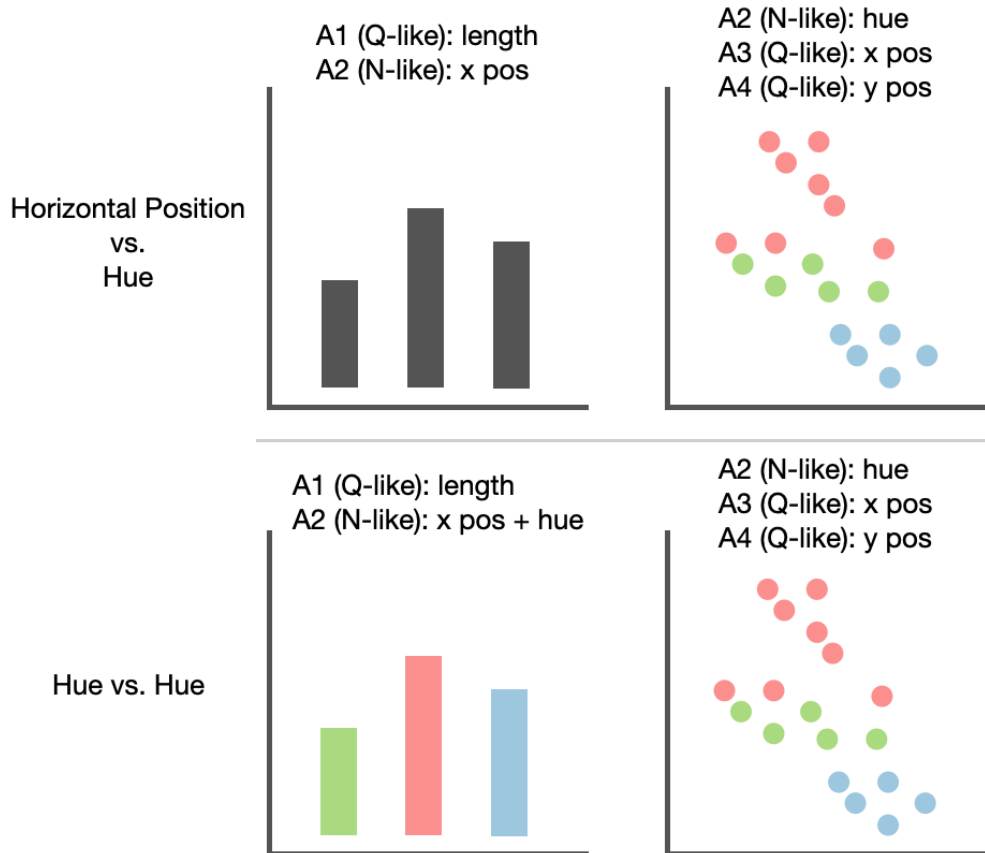 A1 (Q-like): length
A2 (N-like): x pos
A2 (N-like): hue
A3 (Q-like): x pos
A4 (Q-like): y pos
Horizontal Position
vs.
Hue
A1 (Q-like): length
A2 (N-like): x pos + hue
A2 (N-like): hue
A3 (Q-like): x pos
A4 (Q-like): y pos
Hue vs. Hue